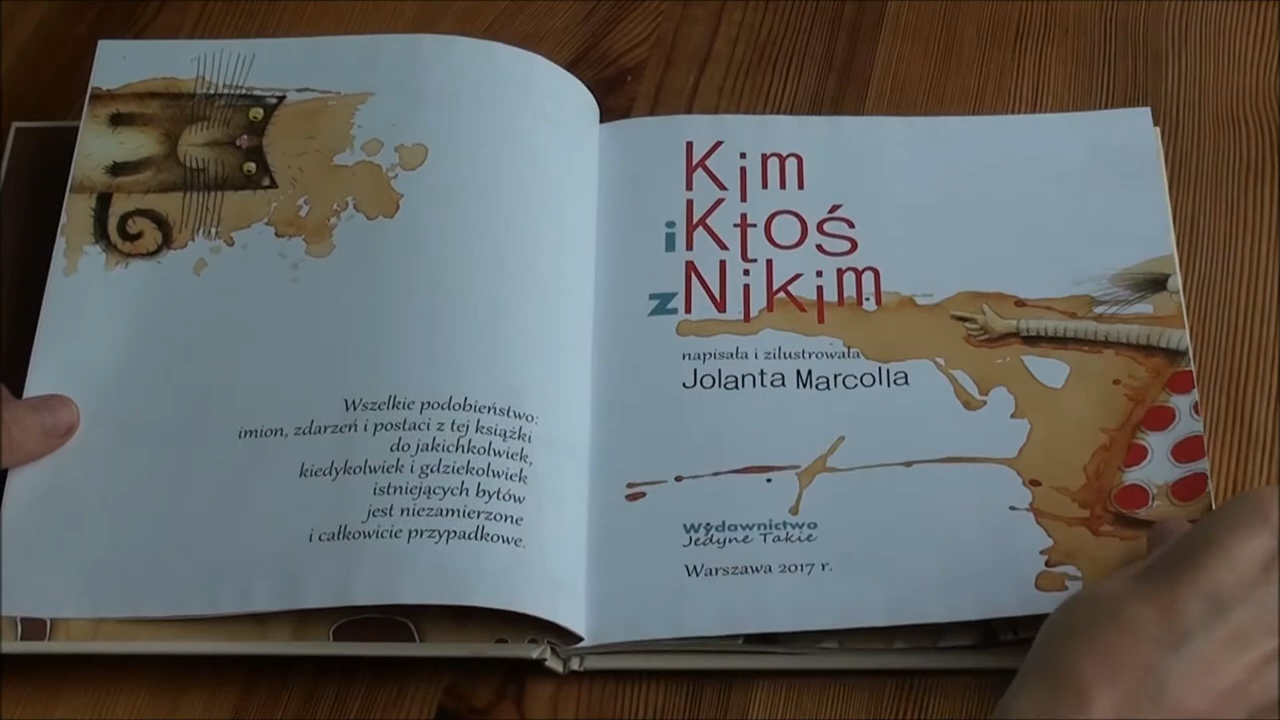 Wszelkie podobieństwo:
imion, zdarzeń i postaci z tej książki
do jakichkolwiek,
kiedykolwiek i gdziekolwiek
istniejących bytów
jest niezamierzone
i całkowicie przypadkowe.
Kim
i Ktoś
z Nikim
napisała i zilustrowała
Jolanta Marcolla
Wydawnictwo
Jedyne Takie
Warszawa 2017 r.